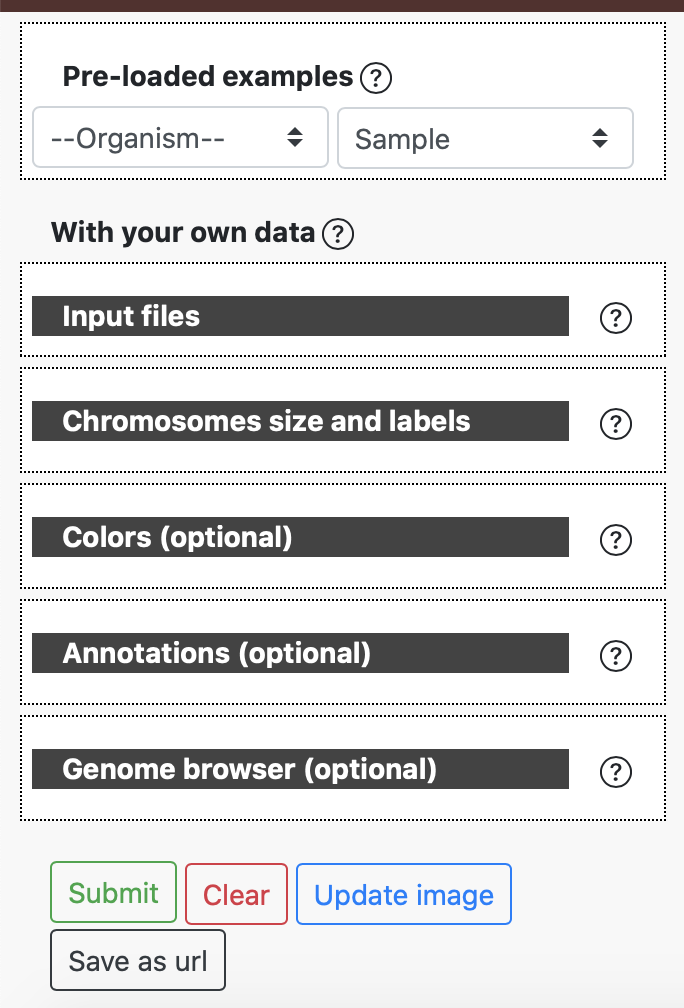 Pre-loaded examples ?
--Organism-- Sample
With your own data ?
Input files ?
Chromosomes size and labels ?
Colors (optional) ?
Annotations (optional) ?
Genome browser (optional) ?
Submit Clear Update image
Save as url